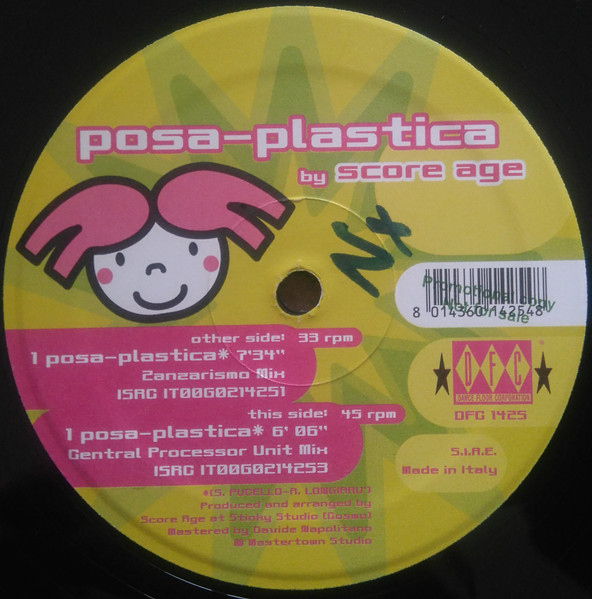 posa-plastica
by score age
Nx
Promotional copy
Not for sale
8 014360 142548
other side: 33 rpm
1 posa-plastica* 7'34"
Zanzarismo Mix
ISRC IT00G0214251
this side: 45 rpm
1 posa-plastica* 6' 06"
Central Processor Unit Mix
ISRC IT00G0214253
DFC
DANCE FLOOR CORPORATION
DFC 1425
S.I.A.E.
Made in Italy
Produced and arranged by
Score Age at Stinky Studio (Cosmo)
Mastered by Davide Napolitano
@ Mastertown Studio